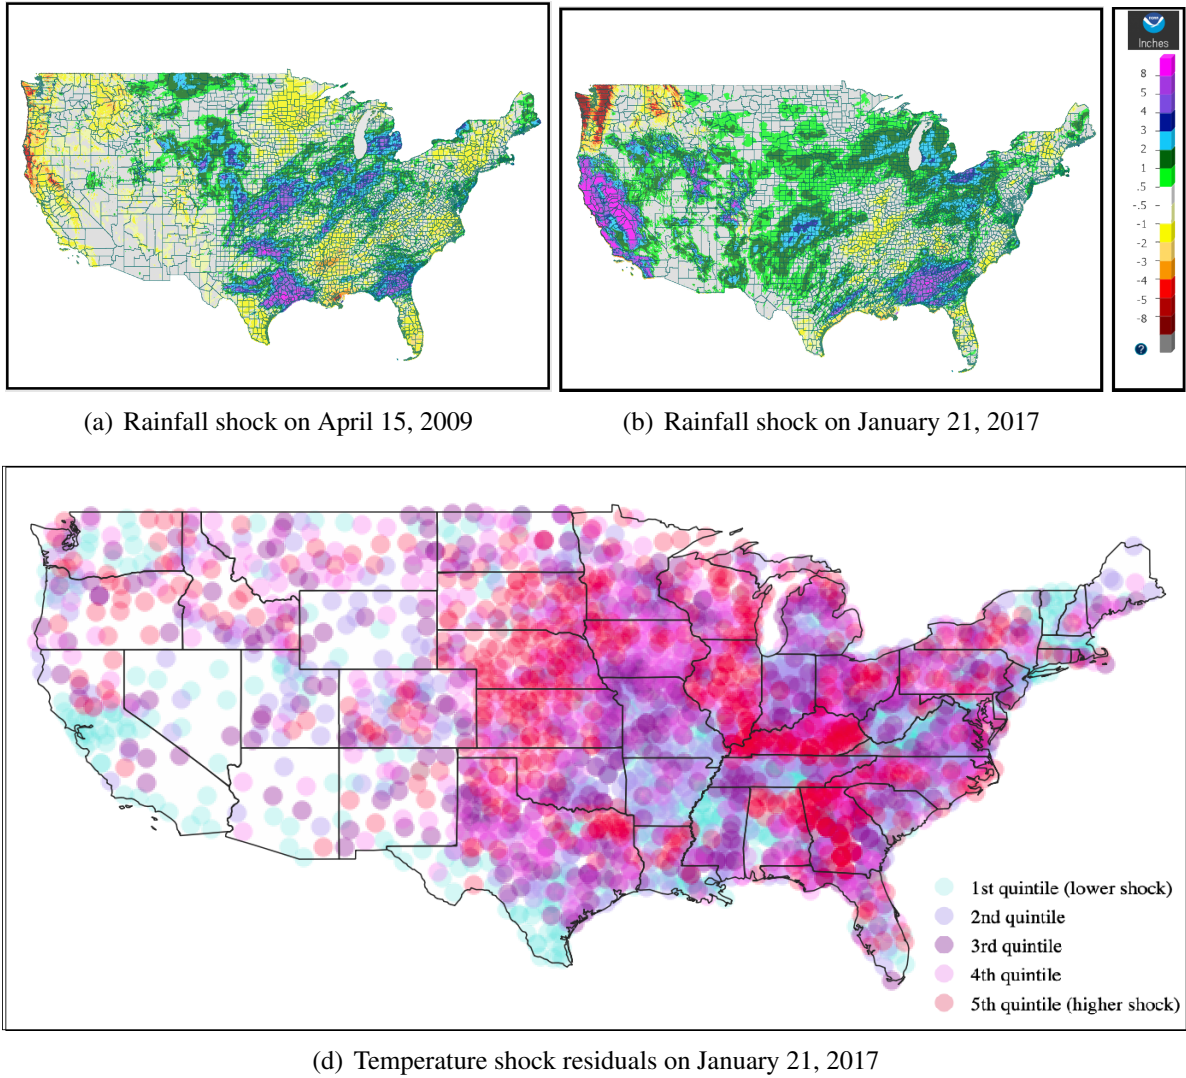 NOAA
Inches
8
5
4
3
2
1
.5
-.5
-1
-2
-3
-4
-5
-8
?
(a) Rainfall shock on April 15, 2009
(b) Rainfall shock on January 21, 2017
1st quintile (lower shock)
2nd quintile
3rd quintile
4th quintile
5th quintile (higher shock)
(d) Temperature shock residuals on January 21, 2017